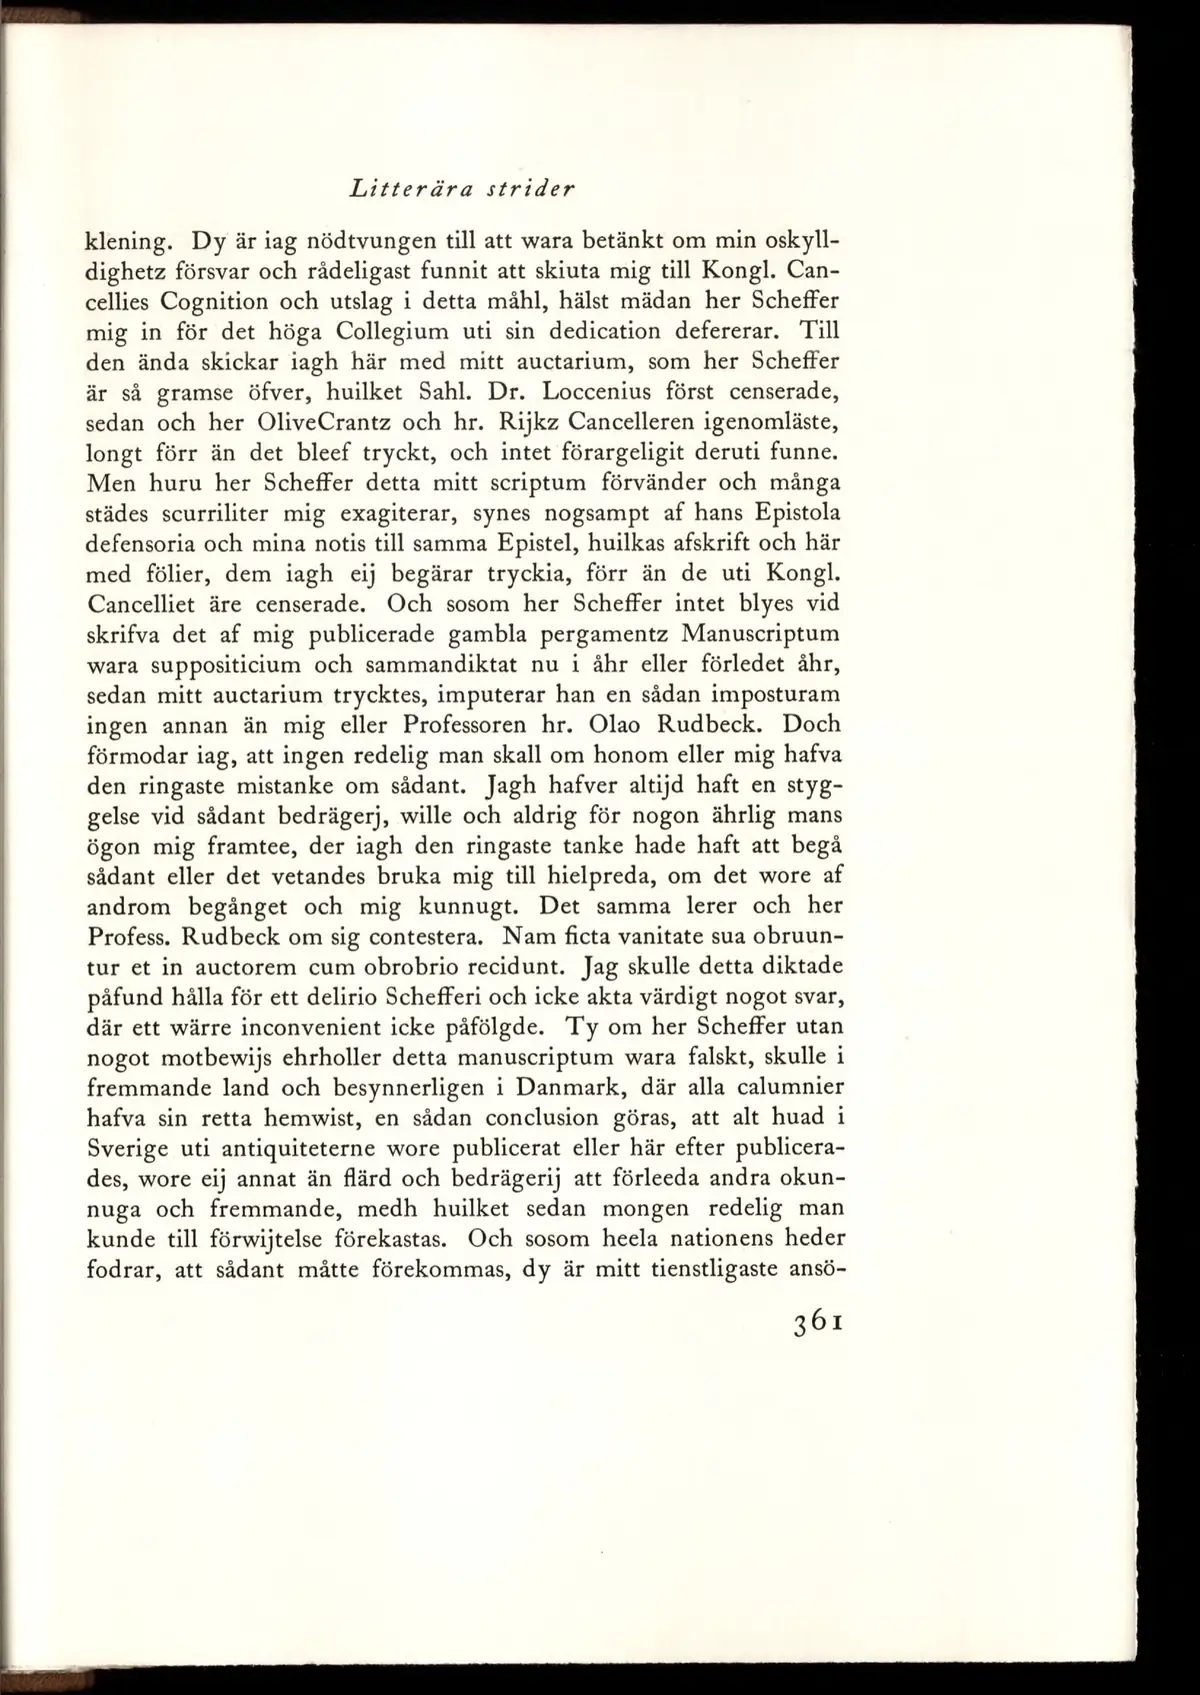 Litterära strider
klening. Dy är iag nödtvungen till att wara betänkt om min oskyll-
dighetz försvar och rådeligast funnit att skiuta mig till Kongl. Can-
cellies Cognition och utslag i detta måhl, hälst mädan her Scheffer
mig in för det höga Collegium uti sin dedication defererar. Till
den ända skickar iagh här med mitt auctarium, som her Scheffer
är så gramse öfver, huilket Sahl. Dr. Loccenius först censerade,
sedan och her OliveCrantz och hr. Rijkz Cancelleren igenomläste,
longt förr än det bleef tryckt, och intet förargeligit deruti funne.
Men huru her Scheffer detta mitt scriptum förvänder och många
städes scurriliter mig exagiterar, synes nogsampt af hans Epistola
defensoria och mina notis till samma Epistel, huilkas afskrift och här
med fölier, dem iagh eij begärar tryckia, förr än de uti Kongl.
Cancelliet äre censerade. Och sosom her Scheffer intet blyes vid
skrifva det af mig publicerade gambla pergamentz Manuscriptum
wara suppositicium och sammandiktat nu i åhr eller förledet åhr,
sedan mitt auctarium trycktes, imputerar han en sådan imposturam
ingen annan än mig eller Professoren hr. Olao Rudbeck. Doch
förmodar iag, att ingen redelig man skall om honom eller mig hafva
den ringaste mistanke om sådant. Jagh hafver altijd haft en styg-
gelse vid sådant bedrägerj, wille och aldrig för nogon ährlig mans
ögon mig framtee, der iagh den ringaste tanke hade haft att begå
sådant eller det vetandes bruka mig till hielpreda, om det wore af
androm begånget och mig kunnugt. Det samma lerer och her
Profess. Rudbeck om sig contestera. Nam ficta vanitate sua obruun-
tur et in auctorem cum obrobrio recidunt. Jag skulle detta diktade
påfund hålla för ett delirio Schefferi och icke akta värdigt nogot svar,
där ett wärre inconvenient icke påfölgde. Ty om her Scheffer utan
nogot motbewijs ehrholler detta manuscriptum wara falskt, skulle i
fremmande land och besynnerligen i Danmark, där alla calumnier
hafva sin retta hemwist, en sådan conclusion göras, att alt huad i
Sverige uti antiquiteterne wore publicerat eller här efter publicera-
des, wore eij annat än flärd och bedrägerij att förleeda andra okun-
nuga och fremmande, medh huilket sedan mongen redelig man
kunde till förwijtelse förekastas. Och sosom heela nationens heder
fodrar, att sådant måtte förekommas, dy är mitt tienstligaste ansö-
361